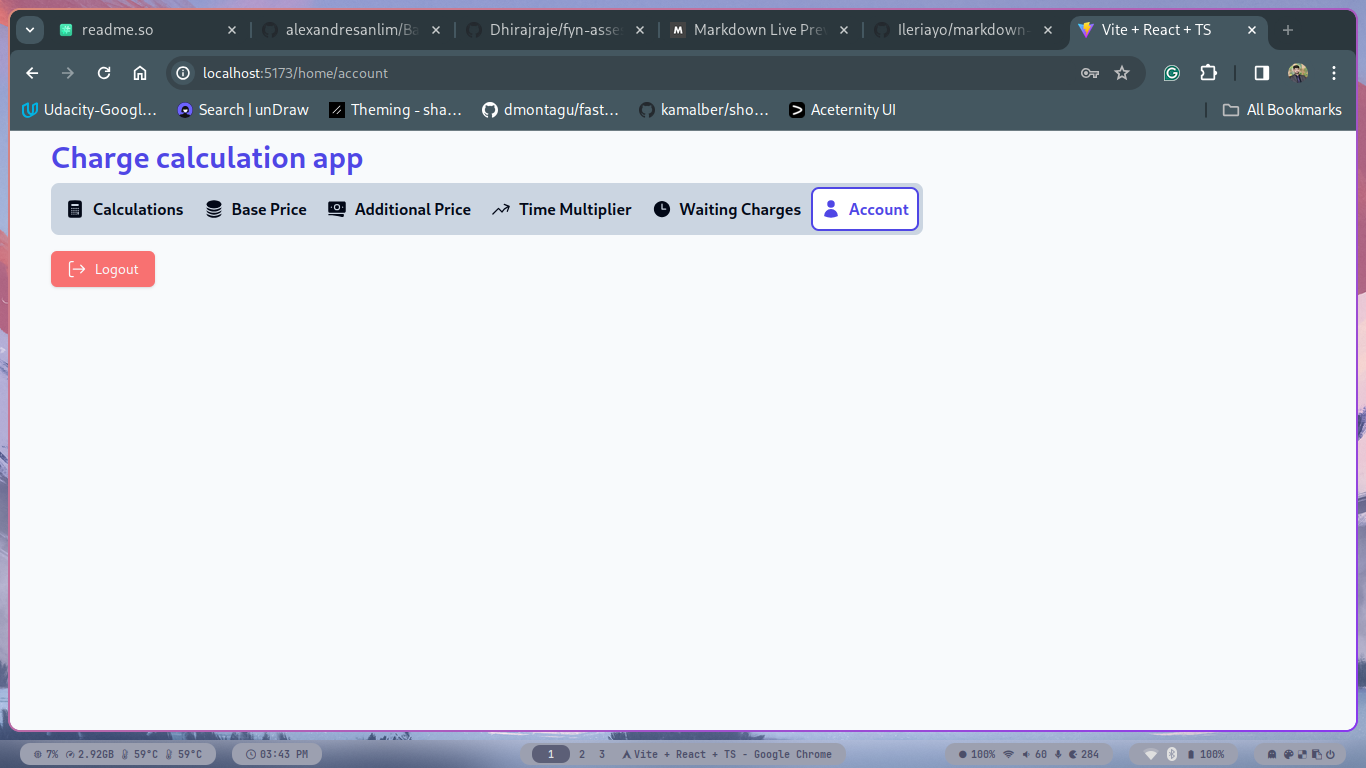 readme.so
alexandresanlim/Ba
Dhirajraje/fyn-asse
Markdown Live Prev
Ileriayo/markdown-
Vite + React + TS
localhost:5173/home/account
Udacity-Googl...
Search | unDraw
Theming - sha...
dmontagu/fast...
kamalber/sho...
Aceternity UI
All Bookmarks
Charge calculation app
Calculations
Base Price
Additional Price
Time Multiplier
Waiting Charges
Account
Logout
7% 2.92GB 59°C 59°C
03:43 PM
1 2 3 Vite + React + TS - Google Chrome
100% 60 284
100%